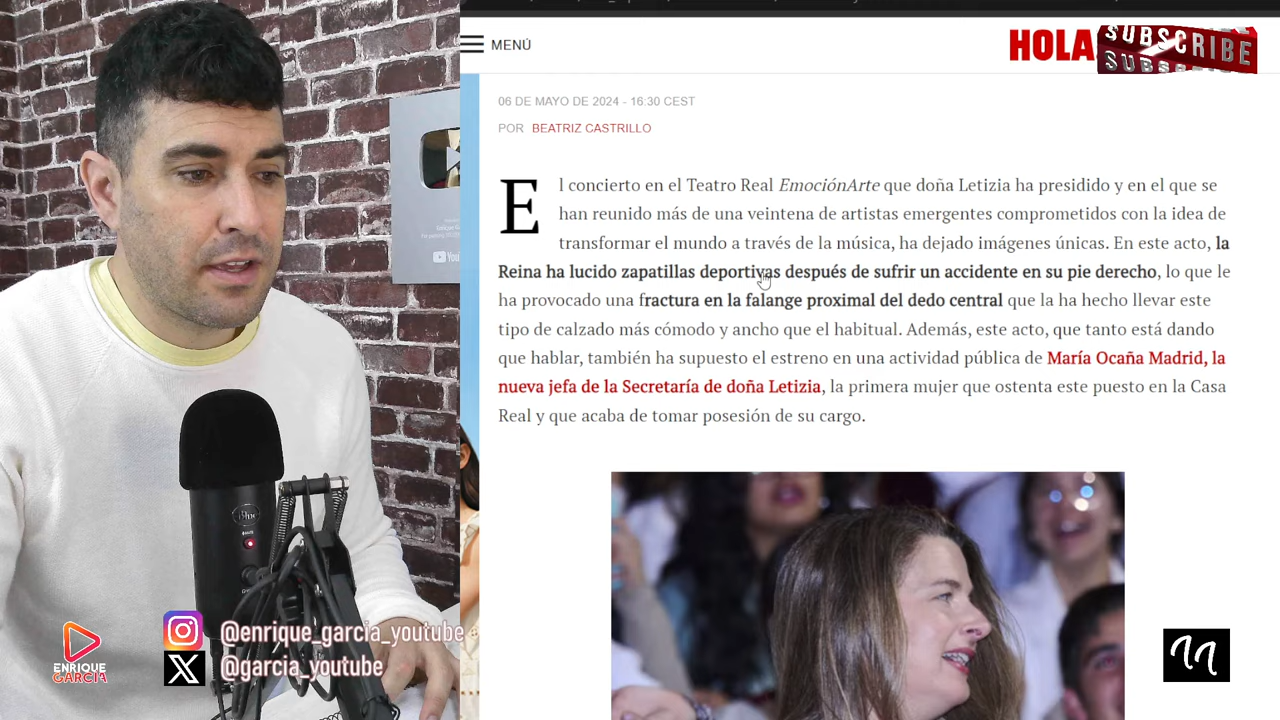 MENÚ
HOLA
SUBSCRIBE
SUBSCRIBE
06 DE MAYO DE 2024 - 16:30 CEST
POR BEATRIZ CASTRILLO
El concierto en el Teatro Real EmociónArte que doña Letizia ha presidido y en el que se
han reunido más de una veintena de artistas emergentes comprometidos con la idea de
transformar el mundo a través de la música, ha dejado imágenes únicas. En este acto, la
Reina ha lucido zapatillas deportivas después de sufrir un accidente en su pie derecho, lo que le
ha provocado una fractura en la falange proximal del dedo central que la ha hecho llevar este
tipo de calzado más cómodo y ancho que el habitual. Además, este acto, que tanto está dando
que hablar, también ha supuesto el estreno en una actividad pública de María Ocaña Madrid, la
nueva jefa de la Secretaría de doña Letizia, la primera mujer que ostenta este puesto en la Casa
Real y que acaba de tomar posesión de su cargo.
Blue
ENRIQUE
GARCIA
@enrique_garcia_youtube
@garcia_youtube